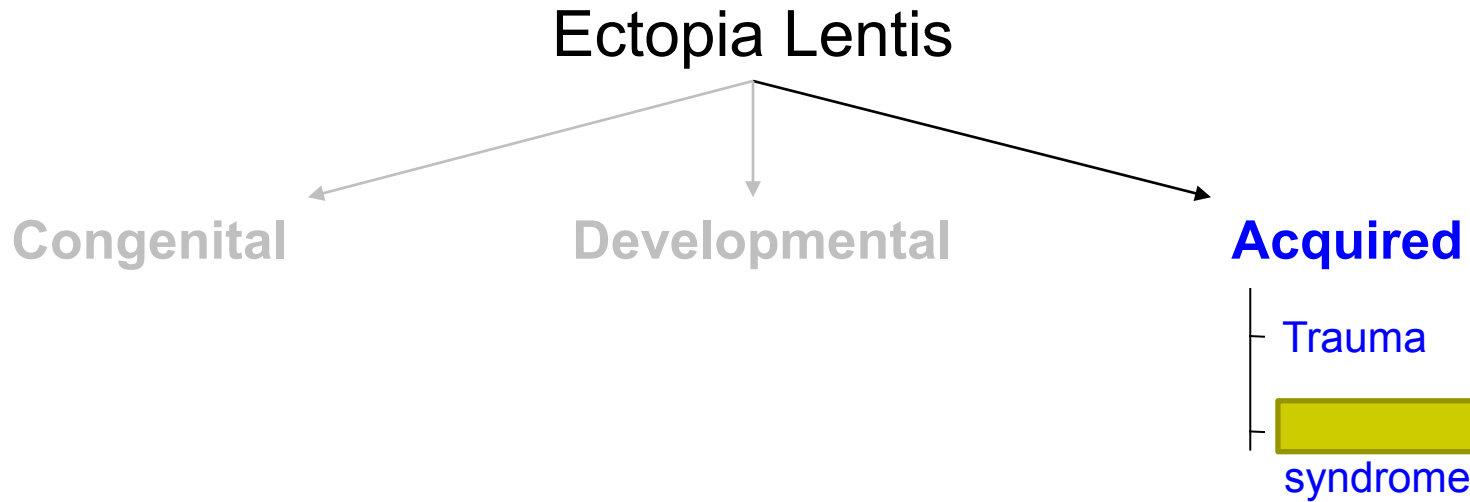 Ectopia Lentis
Congenital
Developmental
Acquired
Trauma
syndrome